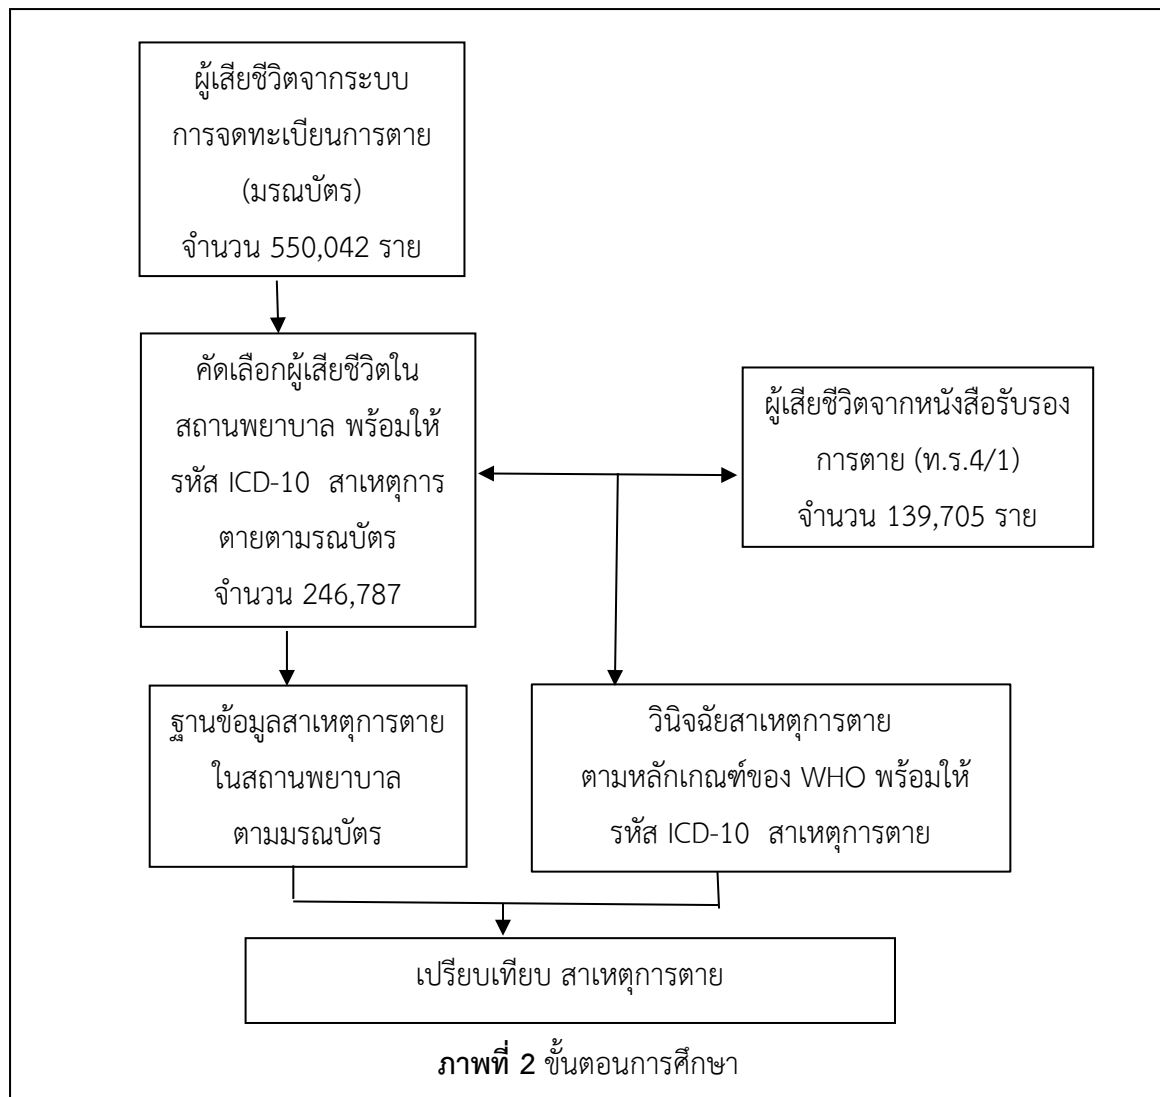 ผู้เสียชีวิตจากระบบ
การจดทะเบียนการตาย
(มรณบัตร)
จำนวน 550,042 ราย
คัดเลือกผู้เสียชีวิตใน
สถานพยาบาล พร้อมให้
รหัส ICD-10 สาเหตุการ
ตายตามรณบัตร
จำนวน 246,787
ผู้เสียชีวิตจากหนังสือรับรอง
การตาย (ท.ร.4/1)
จำนวน 139,705 ราย
ฐานข้อมูลสาเหตุการตาย
ในสถานพยาบาล
ตามมรณบัตร
วินิจฉัยสาเหตุการตาย
ตามหลักเกณฑ์ของ WHO พร้อมให้
รหัส ICD-10 สาเหตุการตาย
เปรียบเทียบ สาเหตุการตาย
ภาพที่ 2 ขั้นตอนการศึกษา